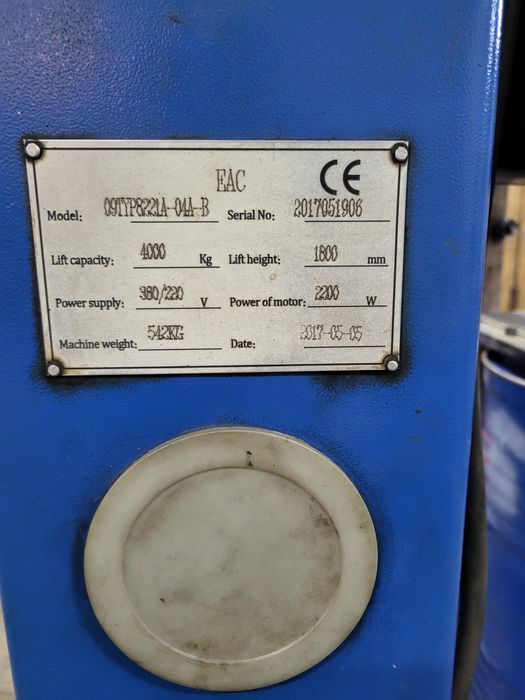 EAC CE
Model: 09TYP8221A-04A-B Serial No: 2017051906
Lift capacity: 4000 Kg Lift height: 1800 mm
Power supply: 380/220 V Power of motor: 2200 W
Machine weight: 542KG Date: 2017-05-05